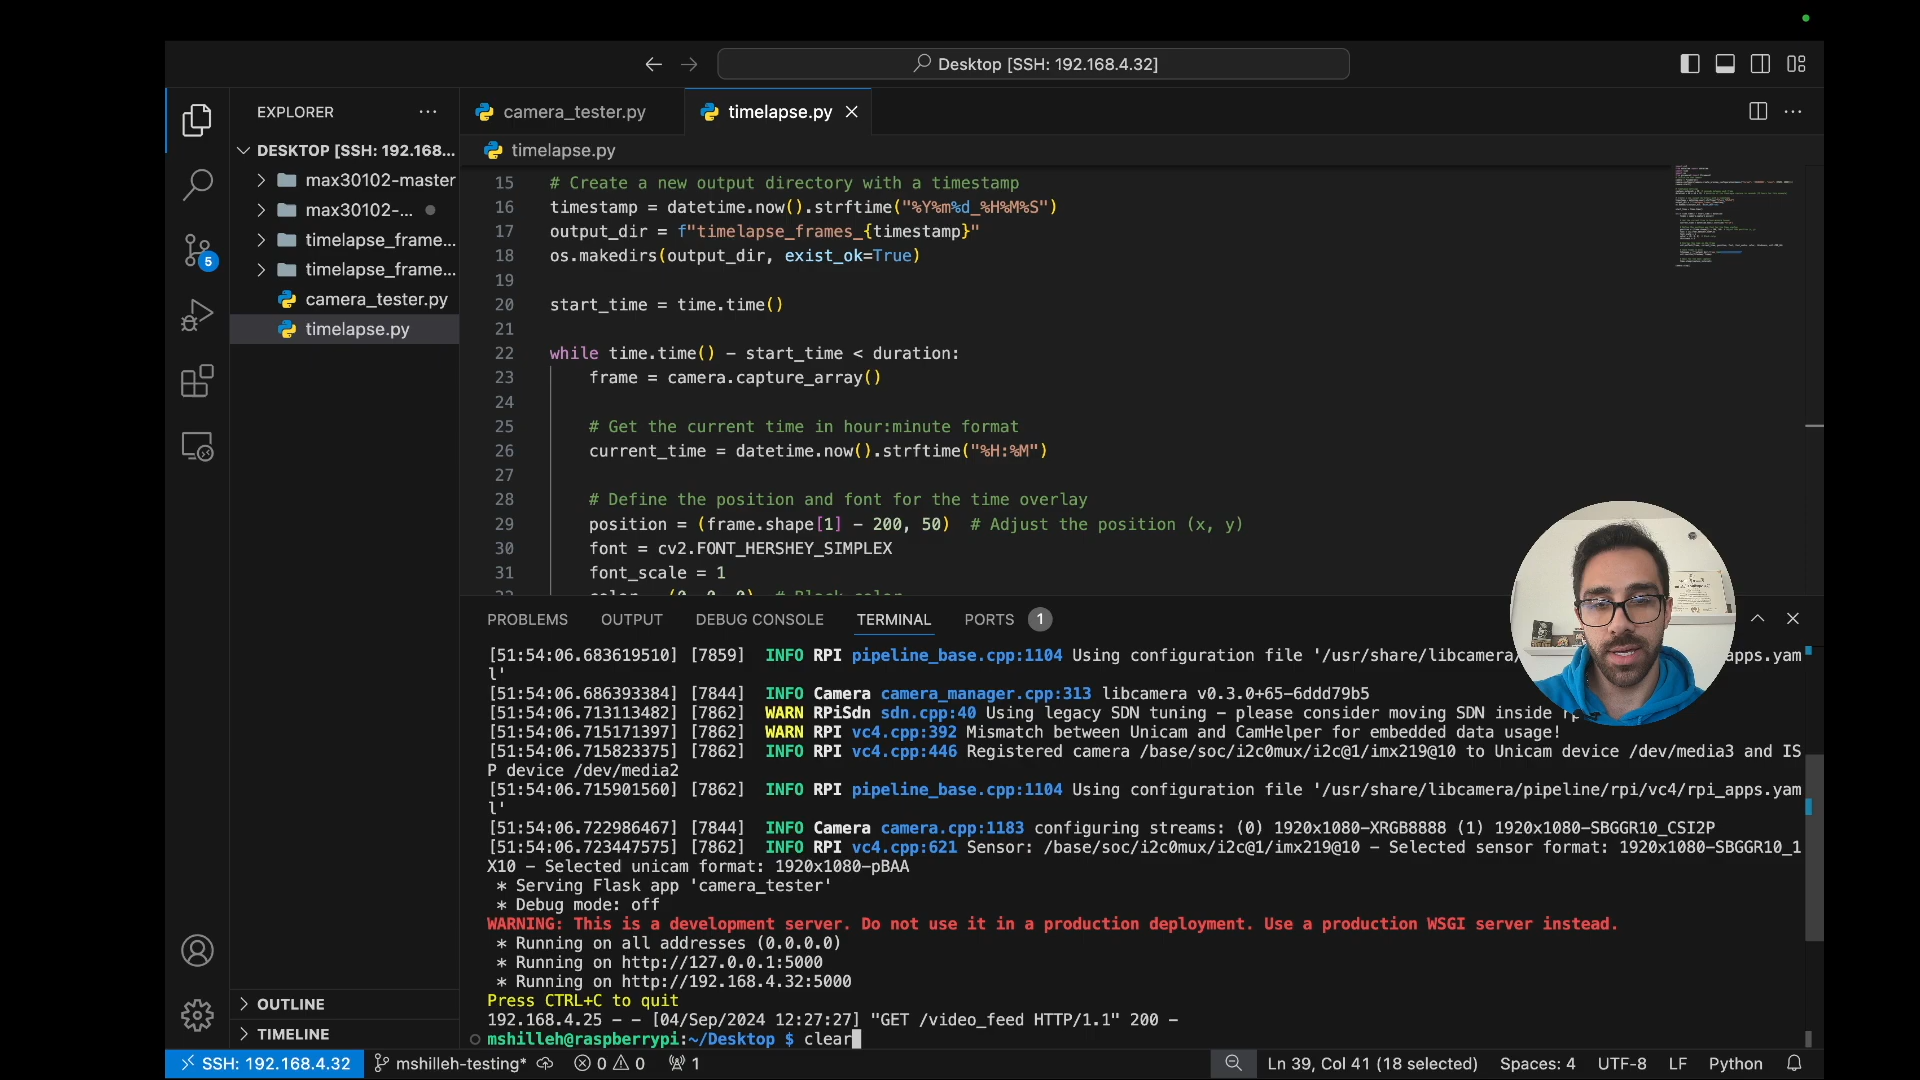 Desktop [SSH: 192.168.4.32]
EXPLORER
camera_tester.py
timelapse.py
DESKTOP [SSH: 192.168...
timelapse.py
max30102-master
max30102-...
timelapse_frame...
timelapse_frame...
camera_tester.py
timelapse.py
5
15 # Create a new output directory with a timestamp
16 timestamp = datetime.now().strftime("%Y%m%d_%H%M%S")
17 output_dir = f"timelapse_frames_{timestamp}"
18 os.makedirs(output_dir, exist_ok=True)
19
20 start_time = time.time()
21
22 while time.time() - start_time < duration:
23 frame = camera.capture_array()
24
25 # Get the current time in hour:minute format
26 current_time = datetime.now().strftime("%H:%M")
27
28 # Define the position and font for the time overlay
29 position = (frame.shape[1] - 200, 50) # Adjust the position (x, y)
30 font = cv2.FONT_HERSHEY_SIMPLEX
31 font_scale = 1
PROBLEMS OUTPUT DEBUG CONSOLE TERMINAL PORTS 1
[51:54:06.683619510] [7859] INFO RPI pipeline_base.cpp:1104 Using configuration file '/usr/share/libcamera/ apps.yam
l'
[51:54:06.686393384] [7844] INFO Camera camera_manager.cpp:313 libcamera v0.3.0+65-6ddd79b5
[51:54:06.713113482] [7862] WARN RPiSdn sdn.cpp:40 Using legacy SDN tuning - please consider moving SDN inside
[51:54:06.715171397] [7862] WARN RPI vc4.cpp:392 Mismatch between Unicam and CamHelper for embedded data usage!
[51:54:06.715823375] [7862] INFO RPI vc4.cpp:446 Registered camera /base/soc/i2c0mux/i2c@1/imx219@10 to Unicam device /dev/media3 and IS
P device /dev/media2
[51:54:06.715901560] [7862] INFO RPI pipeline_base.cpp:1104 Using configuration file '/usr/share/libcamera/pipeline/rpi/vc4/rpi_apps.yam
l'
[51:54:06.722986467] [7844] INFO Camera camera.cpp:1183 configuring streams: (0) 1920x1080-XRGB8888 (1) 1920x1080-SBGGR10_CSI2P
[51:54:06.723447575] [7862] INFO RPI vc4.cpp:621 Sensor: /base/soc/i2c0mux/i2c@1/imx219@10 - Selected sensor format: 1920x1080-SBGGR10_1
X10 - Selected unicam format: 1920x1080-pBAA
* Serving Flask app 'camera_tester'
* Debug mode: off
WARNING: This is a development server. Do not use it in a production deployment. Use a production WSGI server instead.
* Running on all addresses (0.0.0.0)
* Running on http://127.0.0.1:5000
* Running on http://192.168.4.32:5000
Press CTRL+C to quit
192.168.4.25 - - [04/Sep/2024 12:27:27] "GET /video_feed HTTP/1.1" 200 -
mshilleh@raspberrypi:~/Desktop $ clear
OUTLINE
TIMELINE
SSH: 192.168.4.32 mshilleh-testing* 0 0 1 Ln 39, Col 41 (18 selected) Spaces: 4 UTF-8 LF Python